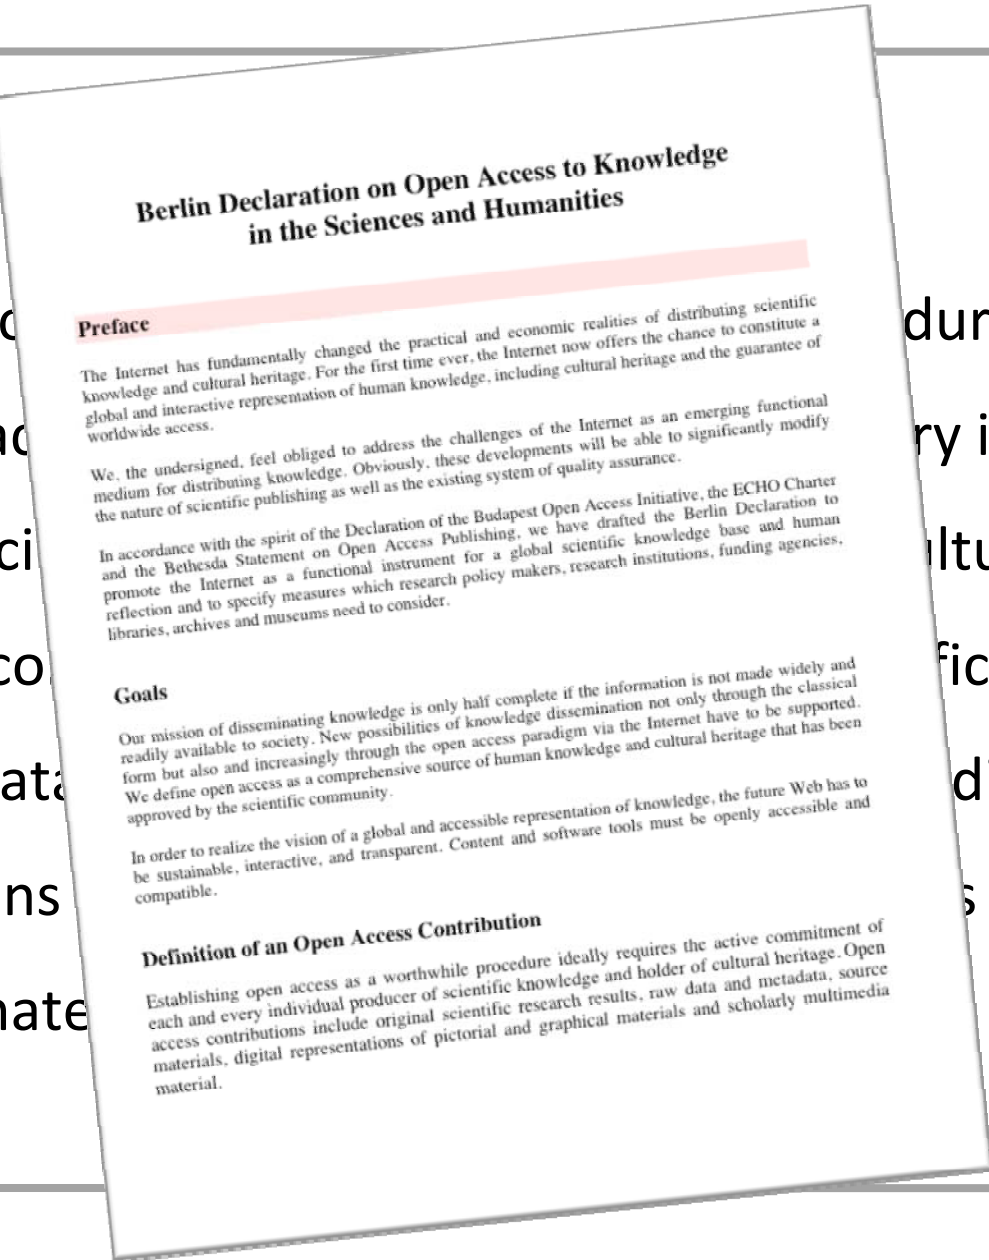 Berlin Declaration on Open Access to Knowledge
in the Sciences and Humanities
Preface
The Internet has fundamentally changed the practical and economic realities of distributing scientific
knowledge and cultural heritage. For the first time ever, the Internet now offers the chance to constitute a
global and interactive representation of human knowledge, including cultural heritage and the guarantee of
worldwide access.
We, the undersigned, feel obliged to address the challenges of the Internet as an emerging functional
medium for distributing knowledge. Obviously, these developments will be able to significantly modify
the nature of scientific publishing as well as the existing system of quality assurance.
In accordance with the spirit of the Declaration of the Budapest Open Access Initiative, the ECHO Charter
and the Bethesda Statement on Open Access Publishing, we have drafted the Berlin Declaration to
promote the Internet as a functional instrument for a global scientific knowledge base and human
reflection and to specify measures which research policy makers, research institutions, funding agencies,
libraries, archives and museums need to consider.
Goals
Our mission of disseminating knowledge is only half complete if the information is not made widely and
readily available to society. New possibilities of knowledge dissemination not only through the classical
form but also and increasingly through the open access paradigm via the Internet have to be supported.
We define open access as a comprehensive source of human knowledge and cultural heritage that has been
approved by the scientific community.
In order to realize the vision of a global and accessible representation of knowledge, the future Web has to
be sustainable, interactive, and transparent. Content and software tools must be openly accessible and
compatible.
Definition of an Open Access Contribution
Establishing open access as a worthwhile procedure ideally requires the active commitment of
each and every individual producer of scientific knowledge and holder of cultural heritage. Open
access contributions include original scientific research results, raw data and metadata, source
materials, digital representations of pictorial and graphical materials and scholarly multimedia
material.